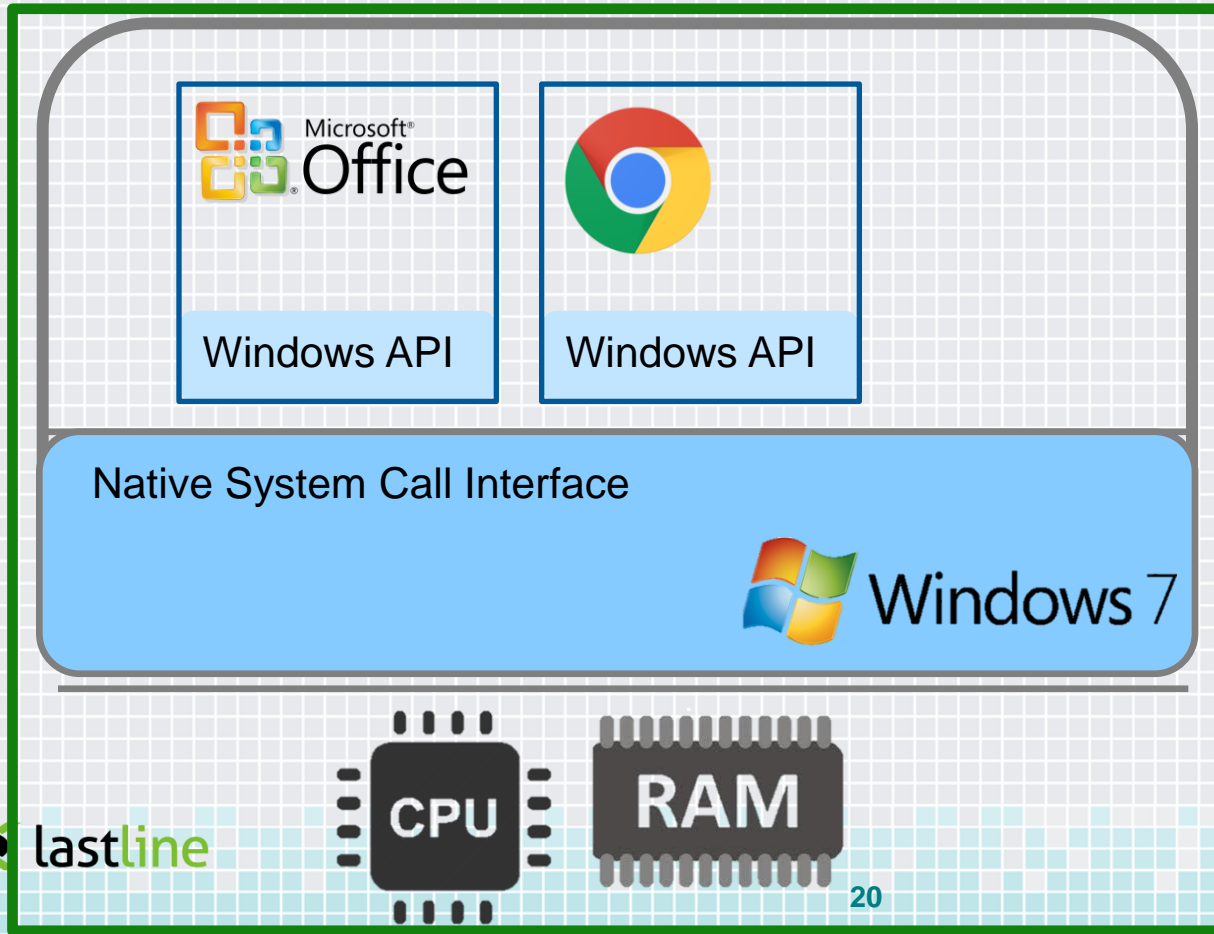 Microsoft®
Office
Windows API
Windows API
Native System Call Interface
Windows 7
CPU
RAM
lastline
20